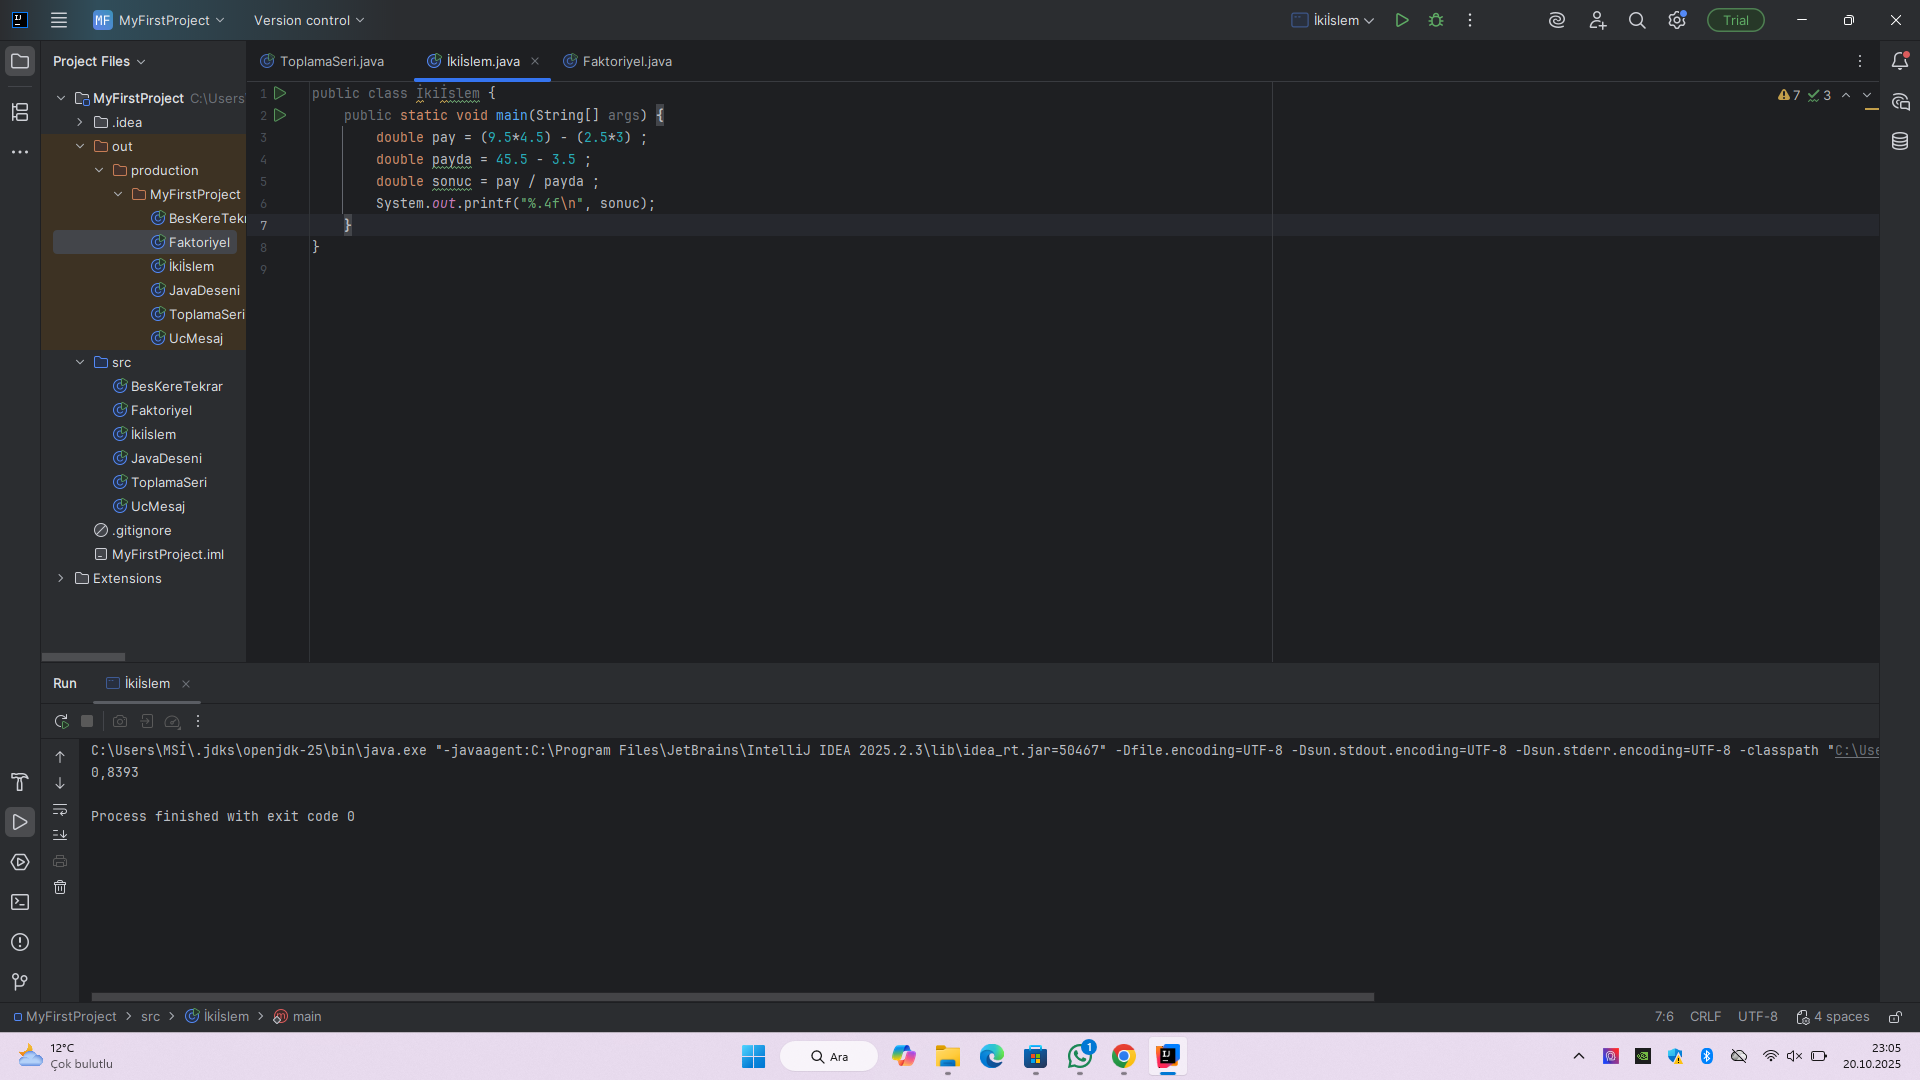 MF MyFirstProject Version control İkiİslem Trial
Project Files
ToplamaSeri.java İkiİslem.java Faktoriyel.java
MyFirstProject C:\Users
.idea
out
production
MyFirstProject
BesKereTekr
Faktoriyel
İkiİslem
JavaDeseni
ToplamaSeri
UcMesaj
src
BesKereTekrar
Faktoriyel
İkiİslem
JavaDeseni
ToplamaSeri
UcMesaj
.gitignore
MyFirstProject.iml
Extensions
7 3
1 public class İkiİslem {
2 public static void main(String[] args) {
3 double pay = (9.5*4.5) - (2.5*3) ;
4 double payda = 45.5 - 3.5 ;
5 double sonuc = pay / payda ;
6 System.out.printf("%.4f\n", sonuc);
7 }
8 }
9
Run İkiİslem
C:\Users\MSİ\.jdks\openjdk-25\bin\java.exe "-javaagent:C:\Program Files\JetBrains\IntelliJ IDEA 2025.2.3\lib\idea_rt.jar=50467" -Dfile.encoding=UTF-8 -Dsun.stdout.encoding=UTF-8 -Dsun.stderr.encoding=UTF-8 -classpath "C:\Use
0,8393
Process finished with exit code 0
MyFirstProject > src > İkiİslem > main 7:6 CRLF UTF-8 4 spaces
12°C
Çok bulutlu
Ara
1
23:05
20.10.2025